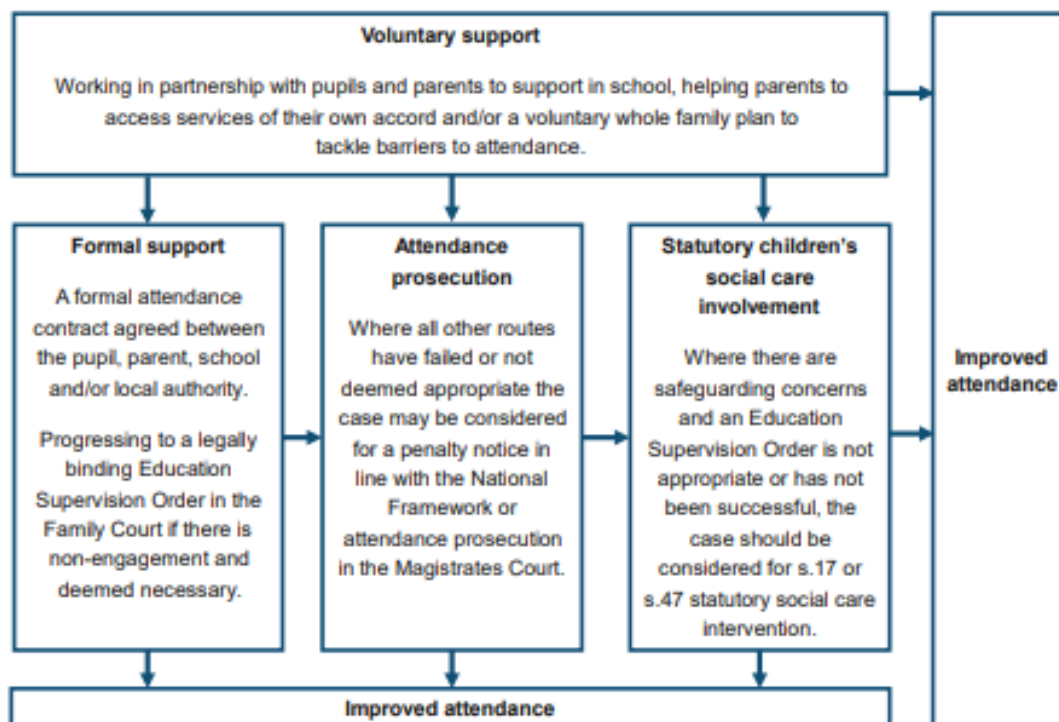 Voluntary support
Working in partnership with pupils and parents to support in school, helping parents to
access services of their own accord and/or a voluntary whole family plan to
tackle barriers to attendance.
Formal support
A formal attendance
contract agreed between
the pupil, parent, school
and/or local authority.
Progressing to a legally
binding Education
Supervision Order in the
Family Court if there is
non-engagement and
deemed necessary.
Attendance
prosecution
Where all other routes
have failed or not
deemed appropriate the
case may be considered
for a penalty notice in
line with the National
Framework or
attendance prosecution
in the Magistrates Court.
Statutory children's
social care
involvement
Where there are
safeguarding concerns
and an Education
Supervision Order is not
appropriate or has not
been successful, the
case should be
considered for s.17 or
s.47 statutory social care
intervention.
Improved
attendance
Improved attendance